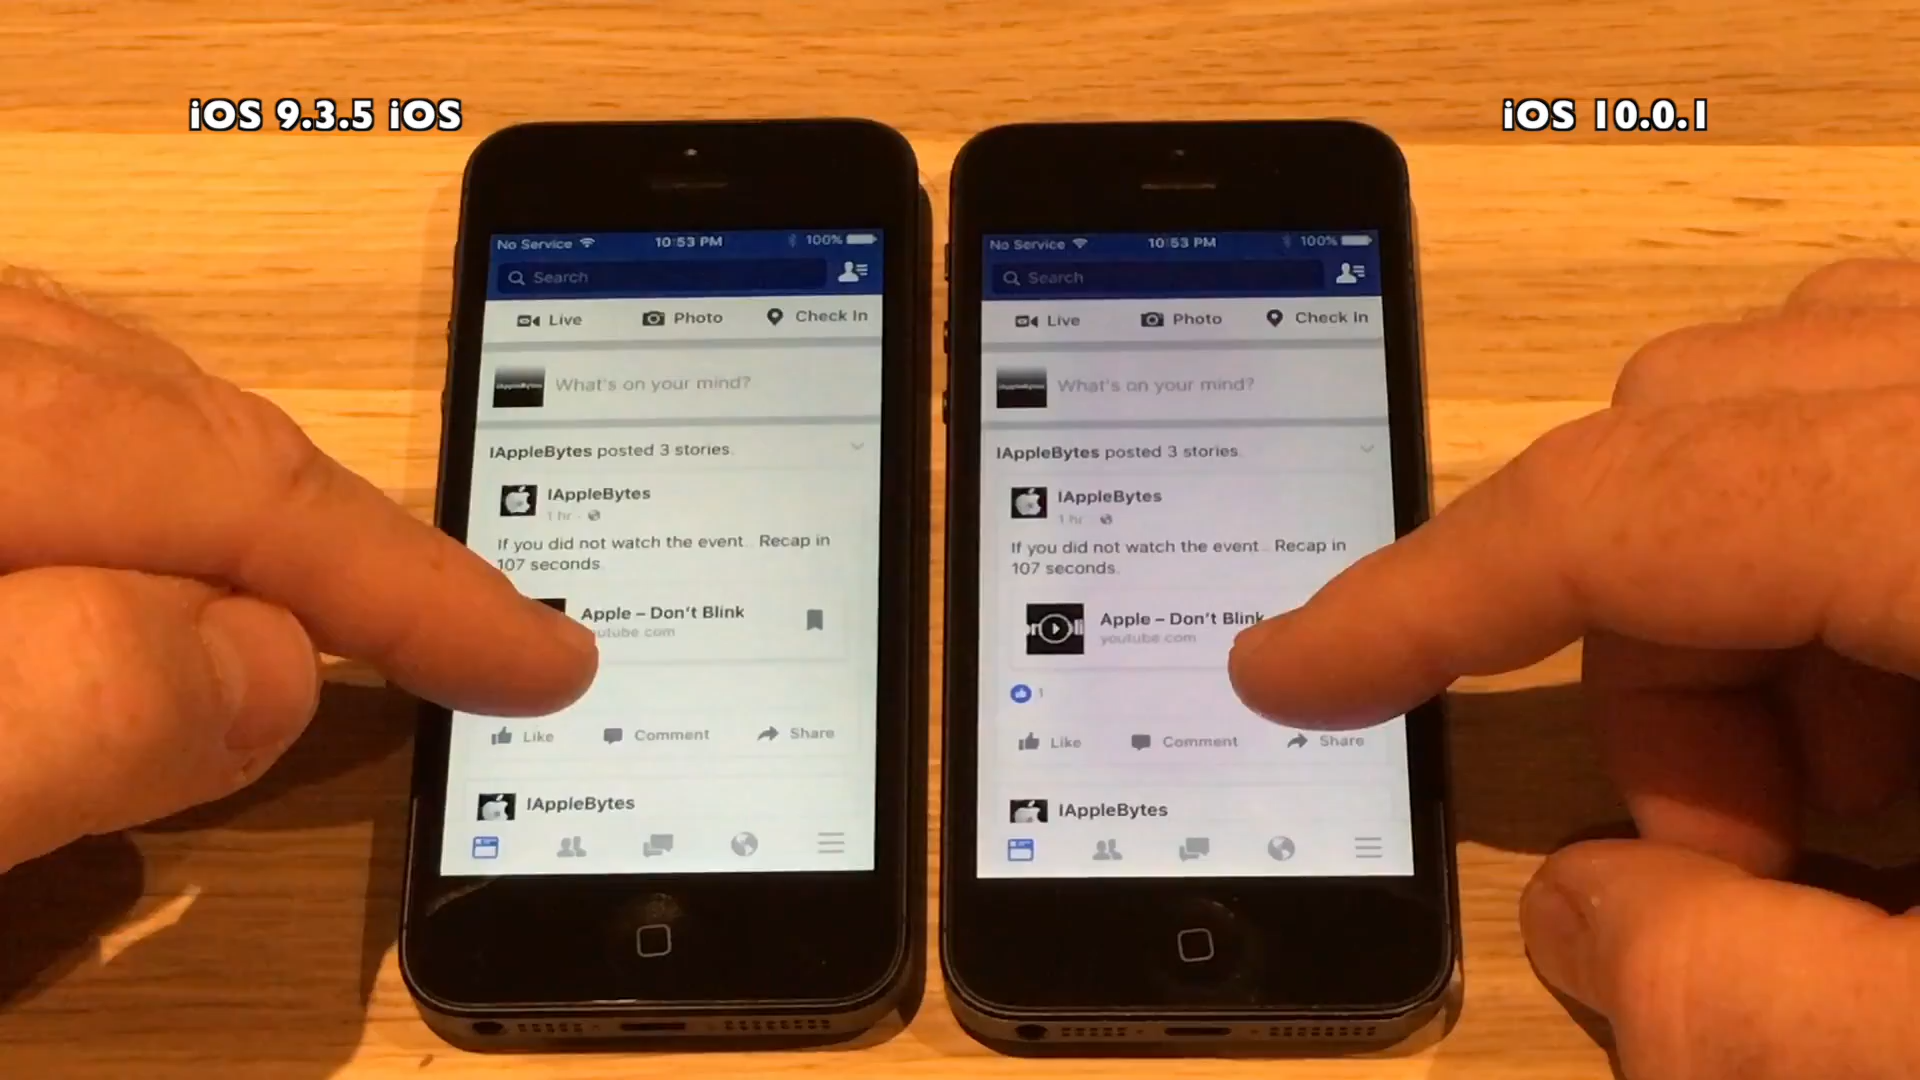 iOS 9.3.5 iOS
iOS 10.0.1
No Service 10:53 PM 100%
Search
Live Photo Check In
What's on your mind?
IAppleBytes posted 3 stories.
IAppleBytes
1 hr
If you did not watch the event.. Recap in
107 seconds.
Apple – Don't Blink
youtube.com
Like Comment Share
IAppleBytes
No Service 10:53 PM 100%
Search
Live Photo Check In
What's on your mind?
IAppleBytes posted 3 stories.
IAppleBytes
1 hr
If you did not watch the event.. Recap in
107 seconds.
Apple – Don't Blink
youtube.com
1
Like Comment Share
IAppleBytes